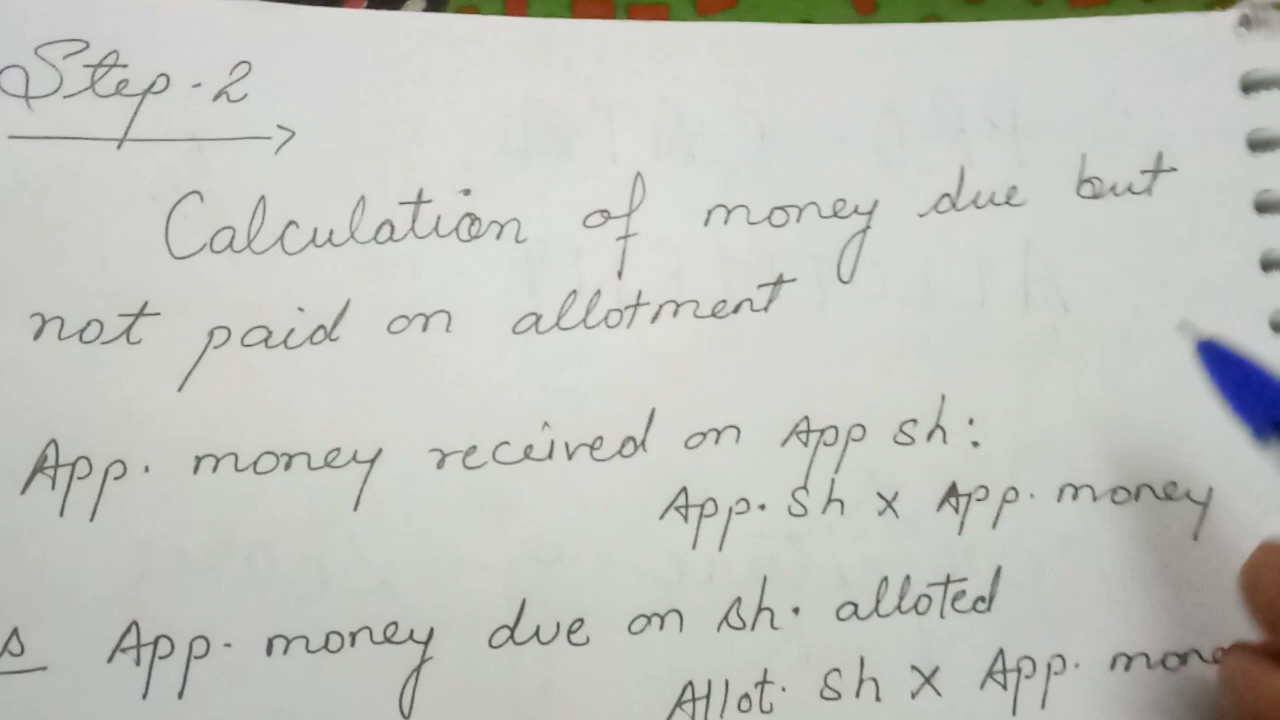 Step-2
Calculation of money due but
not paid on allotment
App. money received on App sh:
App. sh x App. money
App. money due on sh. alloted
Allot. sh x App.